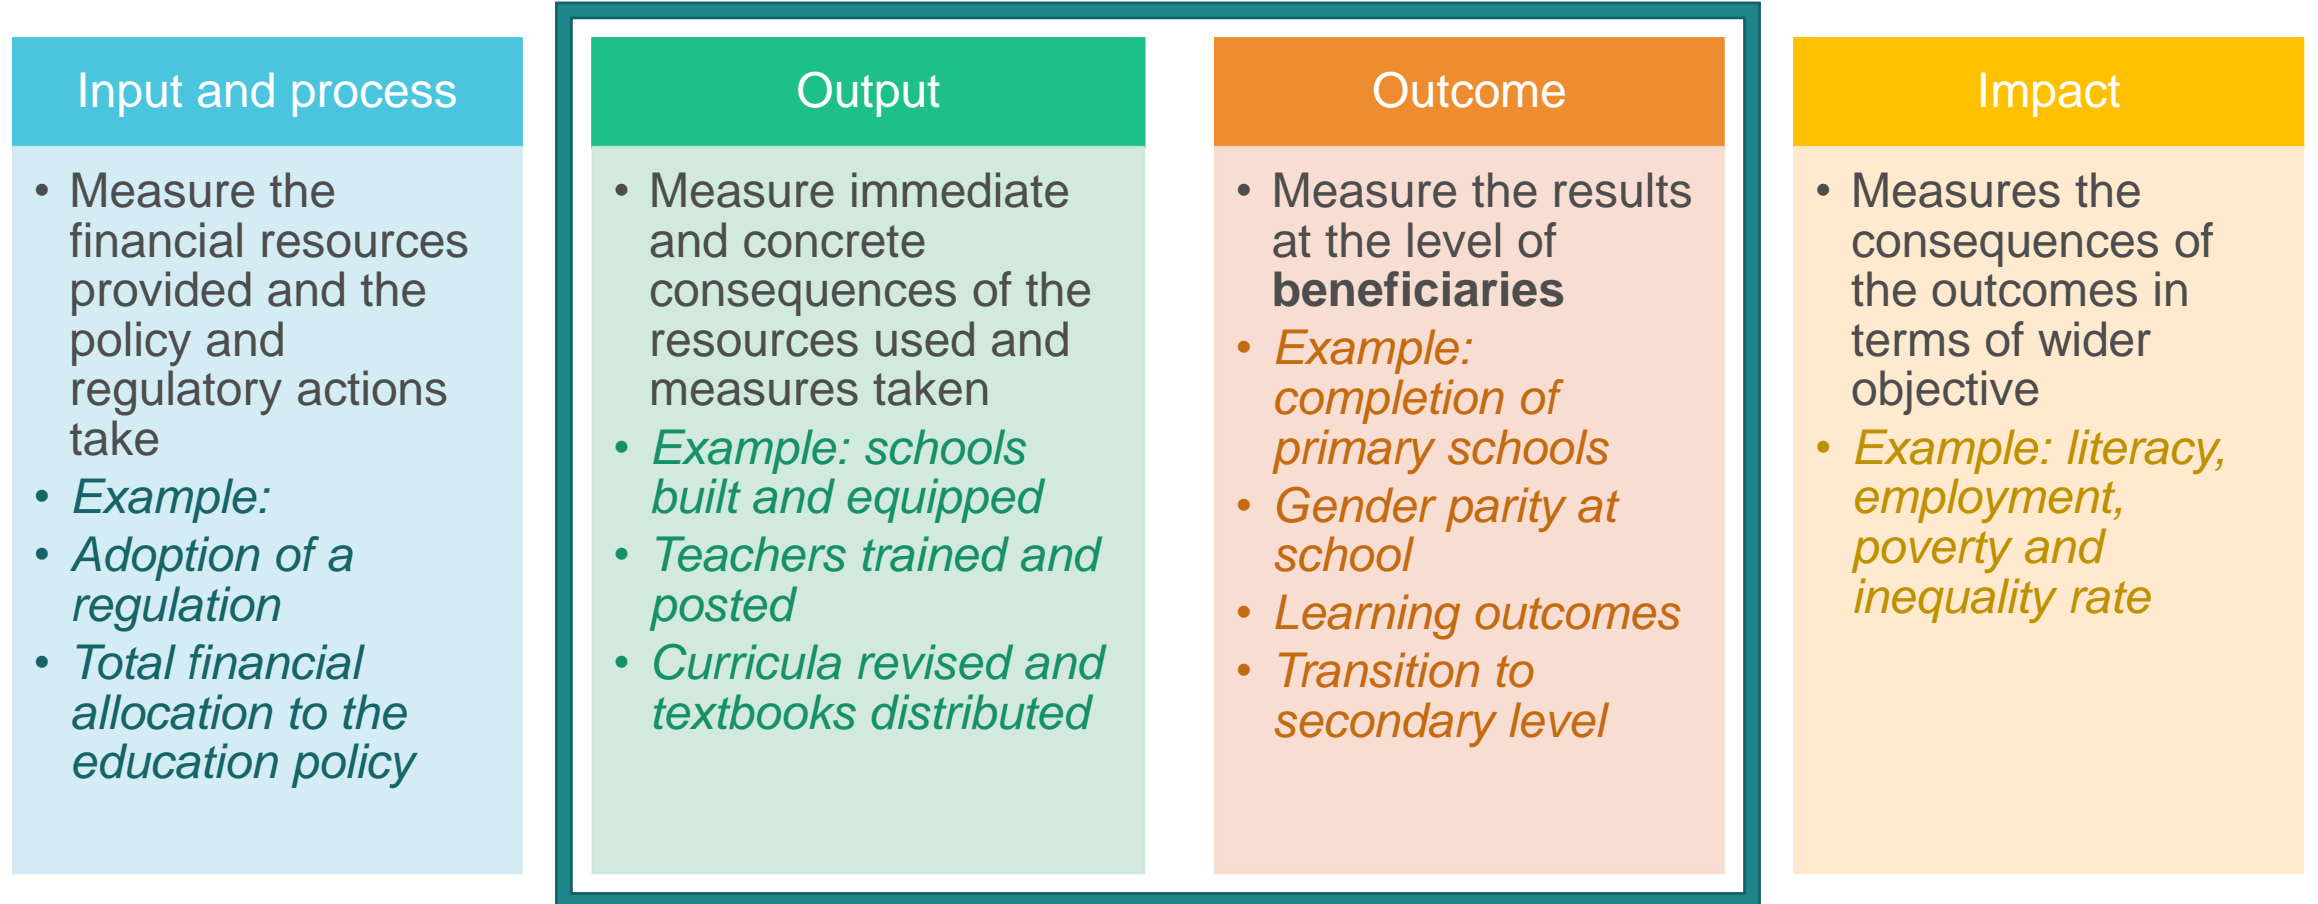 Input and process
• Measure the
financial resources
provided and the
policy and
regulatory actions
take
• Example:
• Adoption of a
regulation
• Total financial
allocation to the
education policy
Output
• Measure immediate
and concrete
consequences of the
resources used and
measures taken
• Example: schools
built and equipped
• Teachers trained and
posted
• Curricula revised and
textbooks distributed
Outcome
• Measure the results
at the level of
beneficiaries
• Example:
completion of
primary schools
• Gender parity at
school
• Learning outcomes
• Transition to
secondary level
Impact
• Measures the
consequences of
the outcomes in
terms of wider
objective
• Example: literacy,
employment,
poverty and
inequality rate